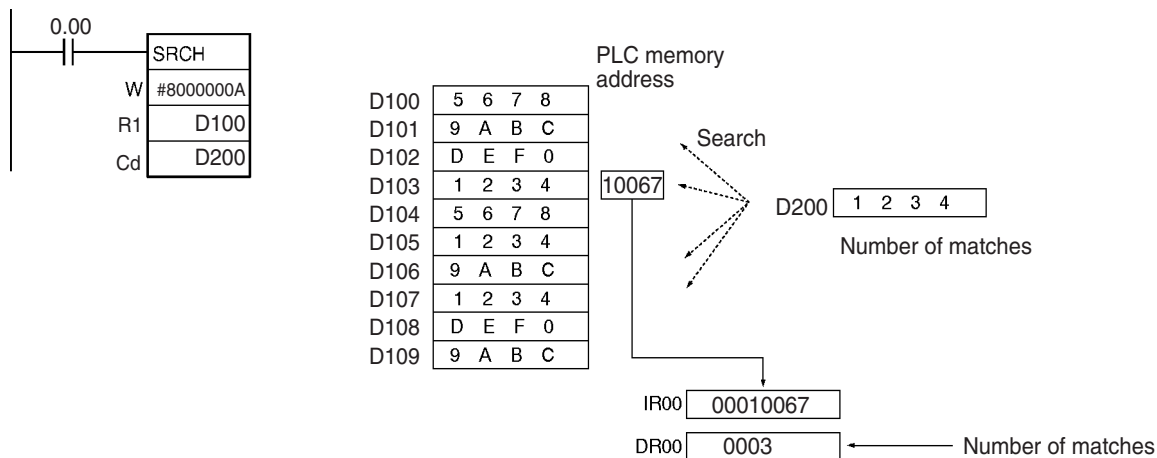 0.00
SRCH
W #8000000A
R1 D100
Cd D200
PLC memory
address
D100 5 6 7 8
D101 9 A B C
D102 D E F 0
D103 1 2 3 4
D104 5 6 7 8
D105 1 2 3 4
D106 9 A B C
D107 1 2 3 4
D108 D E F 0
D109 9 A B C
10067
Search
D200 1 2 3 4
Number of matches
IR00 00010067
DR00 0003 Number of matches